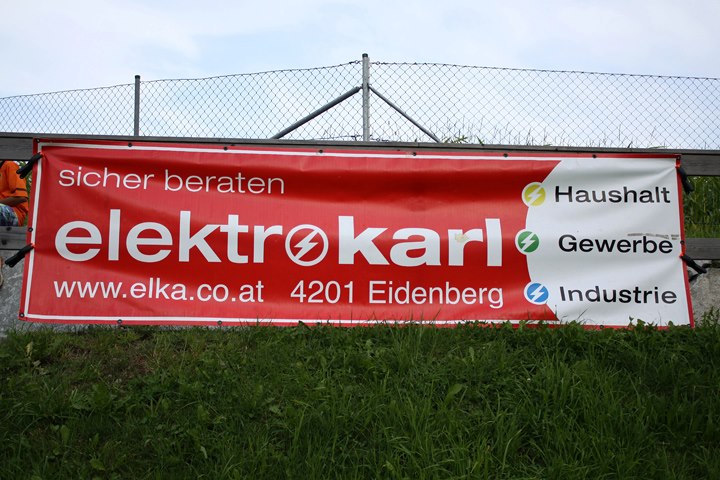 sicher beraten
elektrokarl
www.elka.co.at 4201 Eidenberg
Haushalt
Gewerbe
Industrie